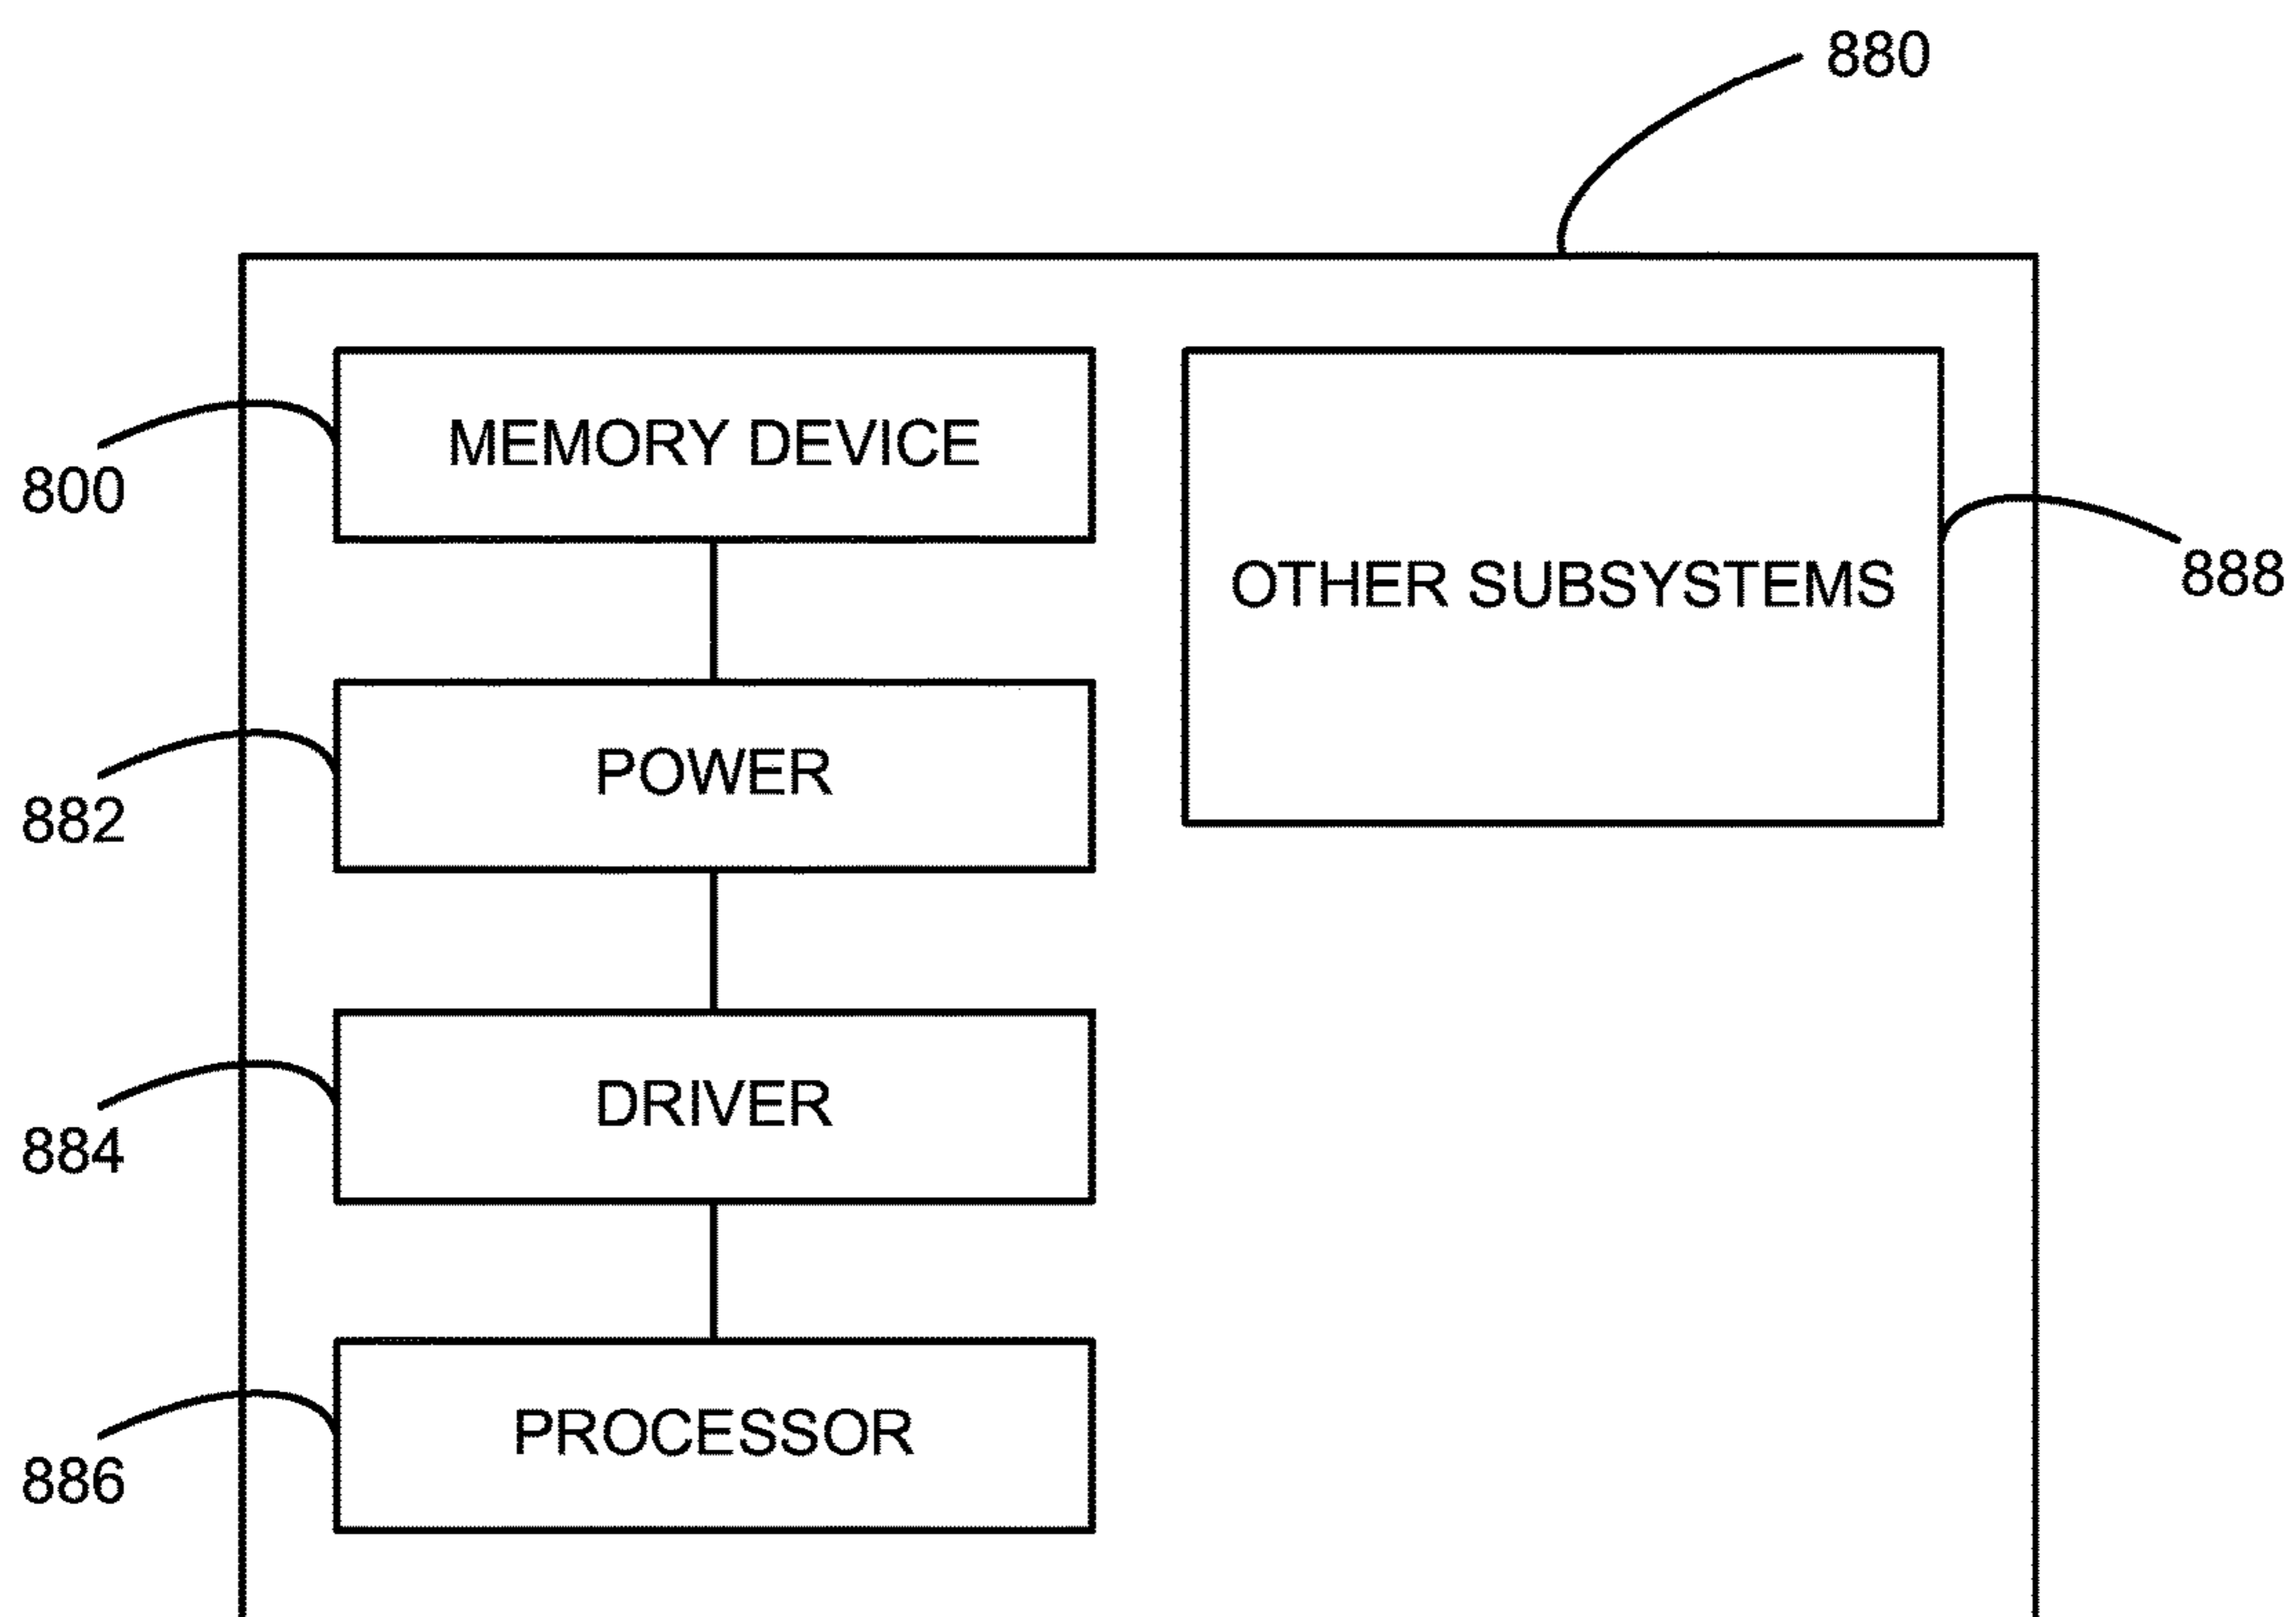 880
MEMORY DEVICE
800
OTHER SUBSYSTEMS
888
POWER
882
DRIVER
884
PROCESSOR
886